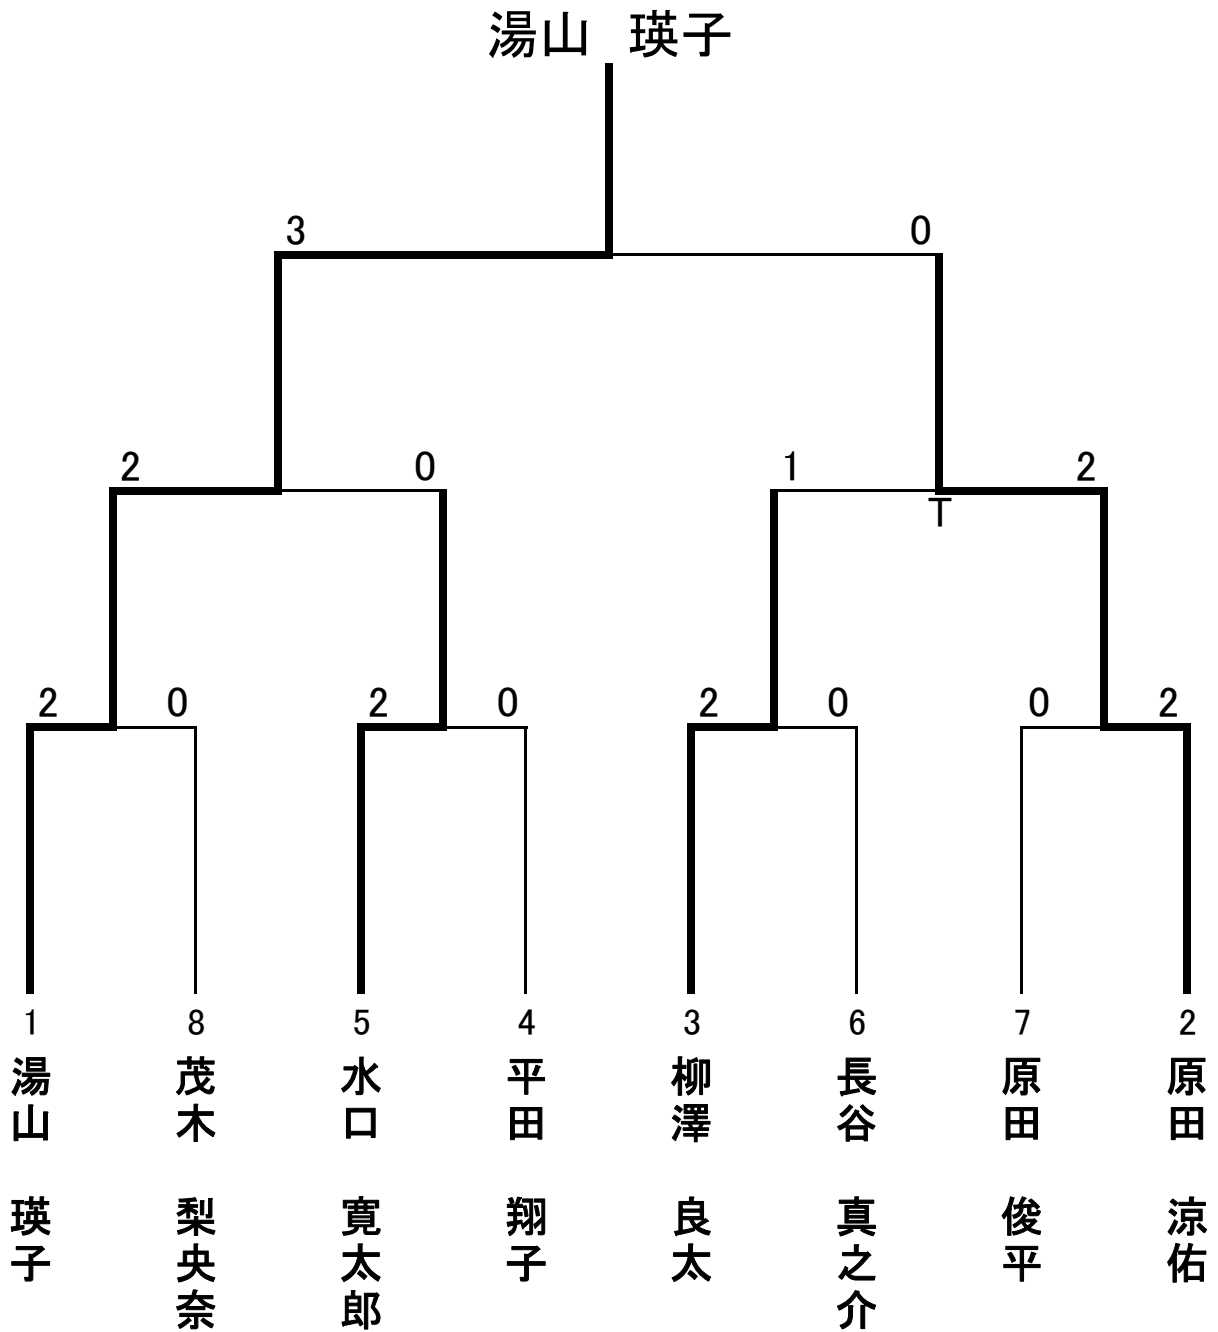 湯山 瑛子
3 0
2 0 1 2
T
2 0 2 0 2 0 0 2
1 8 5 4 3 6 7 2
湯山 瑛子
茂木 梨央奈
水口 寛太郎
平田 翔子
柳澤 良太
長谷 真之介
原田 俊平
原田 涼佑